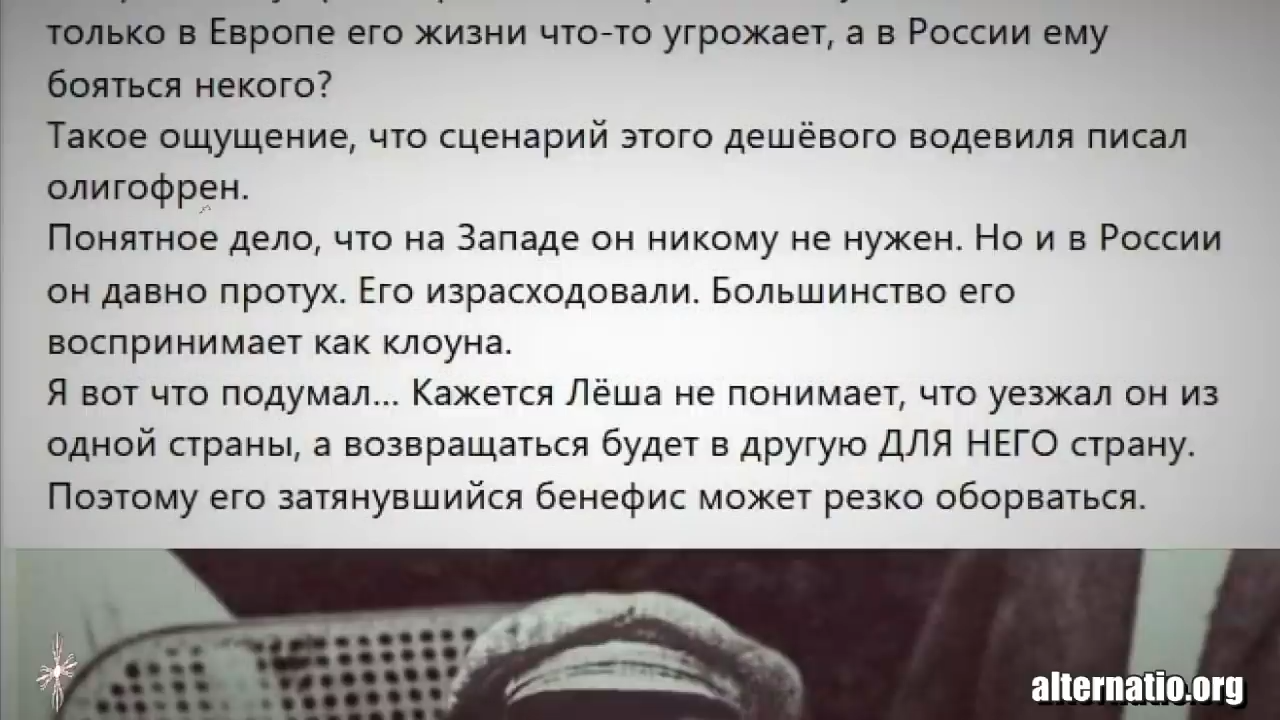 только в Европе его жизни что-то угрожает, а в России ему
бояться некого?
Такое ощущение, что сценарий этого дешёвого водевиля писал
олигофрен.
Понятное дело, что на Западе он никому не нужен. Но и в России
он давно протух. Его израсходовали. Большинство его
воспринимает как клоуна.
Я вот что подумал... Кажется Лёша не понимает, что уезжал он из
одной страны, а возвращаться будет в другую ДЛЯ НЕГО страну.
Поэтому его затянувшийся бенефис может резко оборваться.
alternatio.org